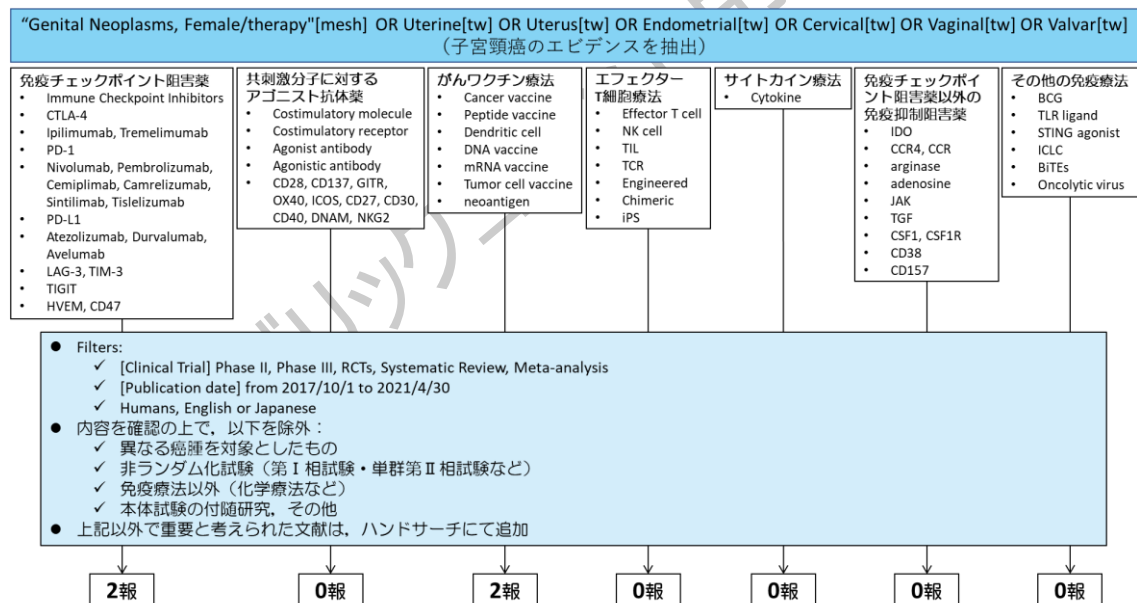 “Genital Neoplasms, Female/therapy"[mesh] OR Uterine[tw] OR Uterus[tw] OR Endometrial[tw] OR Cervical[tw] OR Vaginal[tw] OR Valvar[tw]
（子宮頸癌のエビデンスを抽出）
免疫チェックポイント阻害薬
• Immune Checkpoint Inhibitors
• CTLA-4
• Ipilimumab, Tremelimumab
• PD-1
• Nivolumab, Pembrolizumab,
Cemiplimab, Camrelizumab,
Sintilimab, Tislelizumab
• PD-L1
• Atezolizumab, Durvalumab,
Avelumab
• LAG-3, TIM-3
• TIGIT
• HVEM, CD47
共刺激分子に対する
アゴニスト抗体薬
• Costimulatory molecule
• Costimulatory receptor
• Agonist antibody
• Agonistic antibody
• CD28, CD137, GITR,
OX40, ICOS, CD27, CD30,
CD40, DNAM, NKG2
がんワクチン療法
• Cancer vaccine
• Peptide vaccine
• Dendritic cell
• DNA vaccine
• mRNA vaccine
• Tumor cell vaccine
• neoantigen
エフェクター
T細胞療法
• Effector T cell
• NK cell
• TIL
• TCR
• Engineered
• Chimeric
• iPS
サイトカイン療法
• Cytokine
免疫チェックポイ
ント阻害薬以外の
免疫抑制阻害薬
• IDO
• CCR4, CCR
• arginase
• adenosine
• JAK
• TGF
• CSF1, CSF1R
• CD38
• CD157
その他の免疫療法
• BCG
• TLR ligand
• STING agonist
• ICLC
• BiTEs
• Oncolytic virus
● Filters:
✓ [Clinical Trial] Phase II, Phase III, RCTs, Systematic Review, Meta-analysis
✓ [Publication date] from 2017/10/1 to 2021/4/30
✓ Humans, English or Japanese
● 内容を確認の上で，以下を除外：
✓ 異なる癌腫を対象としたもの
✓ 非ランダム化試験（第Ⅰ相試験・単群第Ⅱ相試験など）
✓ 免疫療法以外（化学療法など）
✓ 本体試験の付随研究，その他
● 上記以外で重要と考えられた文献は，ハンドサーチにて追加
2報
0報
2報
0報
0報
0報
0報